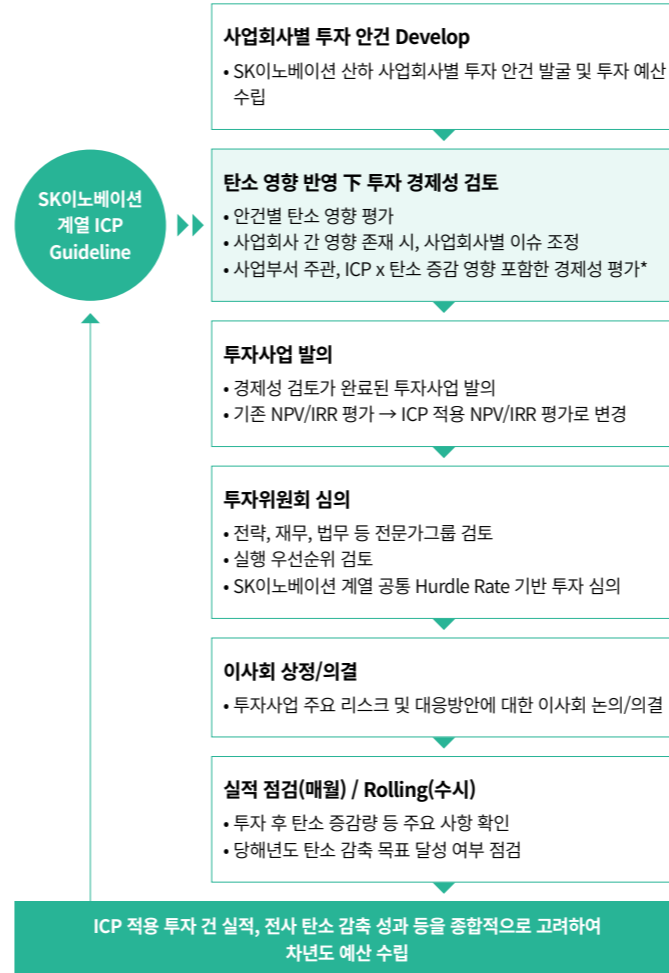 사업회사별 투자 안건 Develop
• SK이노베이션 산하 사업회사별 투자 안건 발굴 및 투자 예산
수립
SK이노베이션
계열 ICP
Guideline
탄소 영향 반영 下 투자 경제성 검토
• 안건별 탄소 영향 평가
• 사업회사 간 영향 존재 시, 사업회사별 이슈 조정
• 사업부서 주관, ICP x 탄소 증감 영향 포함한 경제성 평가*
투자사업 발의
• 경제성 검토가 완료된 투자사업 발의
• 기존 NPV/IRR 평가 → ICP 적용 NPV/IRR 평가로 변경
투자위원회 심의
• 전략, 재무, 법무 등 전문가그룹 검토
• 실행 우선순위 검토
• SK이노베이션 계열 공통 Hurdle Rate 기반 투자 심의
이사회 상정/의결
• 투자사업 주요 리스크 및 대응방안에 대한 이사회 논의/의결
실적 점검(매월) / Rolling(수시)
• 투자 후 탄소 증감량 등 주요 사항 확인
• 당해년도 탄소 감축 목표 달성 여부 점검
ICP 적용 투자 건 실적, 전사 탄소 감축 성과 등을 종합적으로 고려하여
차년도 예산 수립